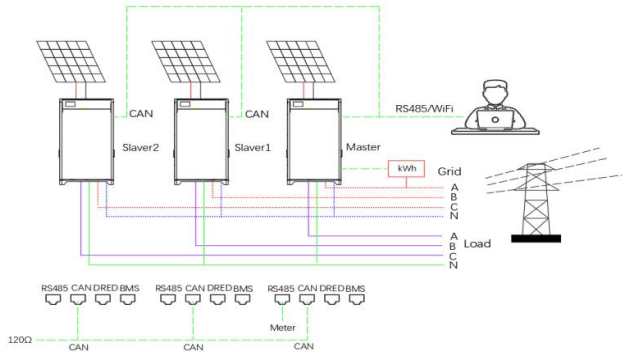 CAN
CAN
RS485/WiFi
Slaver2
Slaver1
Master
kWh
Grid
A
B
C
N
A
B
Load
C
N
RS485 CAN DRED BMS
RS485 CAN DRED BMS
RS485 CAN DRED BMS
Meter
120Ω
CAN
CAN
CAN